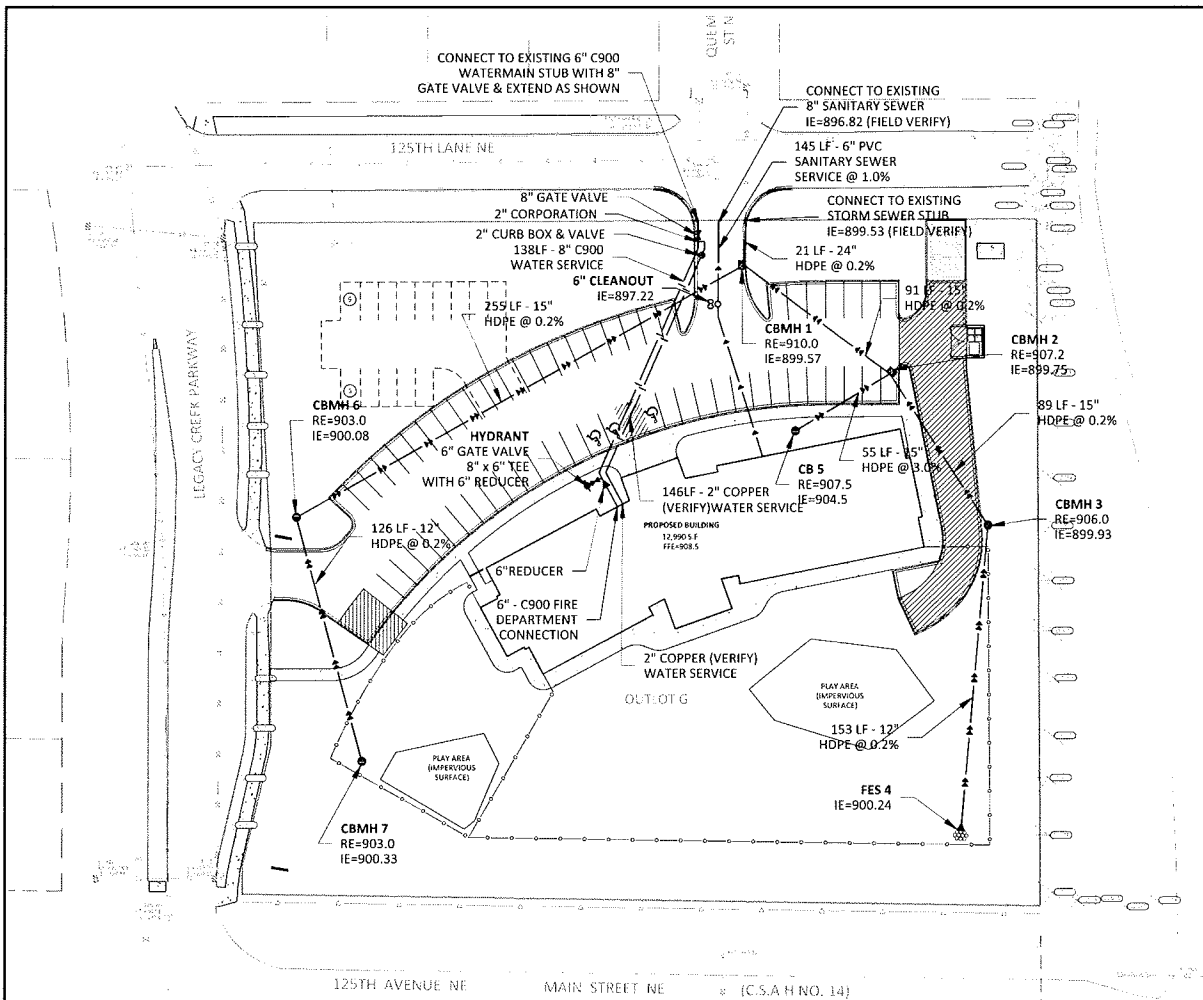 QUEM
ST N
CONNECT TO EXISTING 6" C900
WATERMAIN STUB WITH 8"
GATE VALVE & EXTEND AS SHOWN
CONNECT TO EXISTING
8" SANITARY SEWER
IE=896.82 (FIELD VERIFY)
125TH LANE NE
145 LF - 6" PVC
SANITARY SEWER
SERVICE @ 1.0%
8" GATE VALVE
2" CORPORATION
2" CURB BOX & VALVE
138LF - 8" C900
WATER SERVICE
CONNECT TO EXISTING
STORM SEWER STUB
IE=899.53 (FIELD VERIFY)
21 LF - 24"
HDPE @ 0.2%
6" CLEANOUT
IE=897.22
91 LF - 15"
HDPE @ 0.2%
255 LF - 15"
HDPE @ 0.2%
CBMH 1
RE=910.0
IE=899.57
CBMH 2
RE=907.2
IE=899.75
CBMH 6
RE=903.0
IE=900.08
LEGACY CREEK PARKWAY
89 LF - 15"
HDPE @ 0.2%
HYDRANT
6" GATE VALVE
8" x 6" TEE
WITH 6" REDUCER
55 LF - 15"
HDPE @ 3.0%
CB 5
RE=907.5
IE=904.5
146LF - 2" COPPER
(VERIFY)WATER SERVICE
PROPOSED BUILDING
12,990 S.F
FFE=908.5
CBMH 3
RE=906.0
IE=899.93
126 LF - 12"
HDPE @ 0.2%
6"REDUCER
6" - C900 FIRE
DEPARTMENT
CONNECTION
2" COPPER (VERIFY)
WATER SERVICE
OUTLOT G
PLAY AREA
(IMPERVIOUS
SURFACE)
153 LF - 12"
HDPE @ 0.2%
PLAY AREA
(IMPERVIOUS
SURFACE)
FES 4
IE=900.24
CBMH 7
RE=903.0
IE=900.33
125TH AVENUE NE
MAIN STREET NE
(C.S.A H NO. 14)